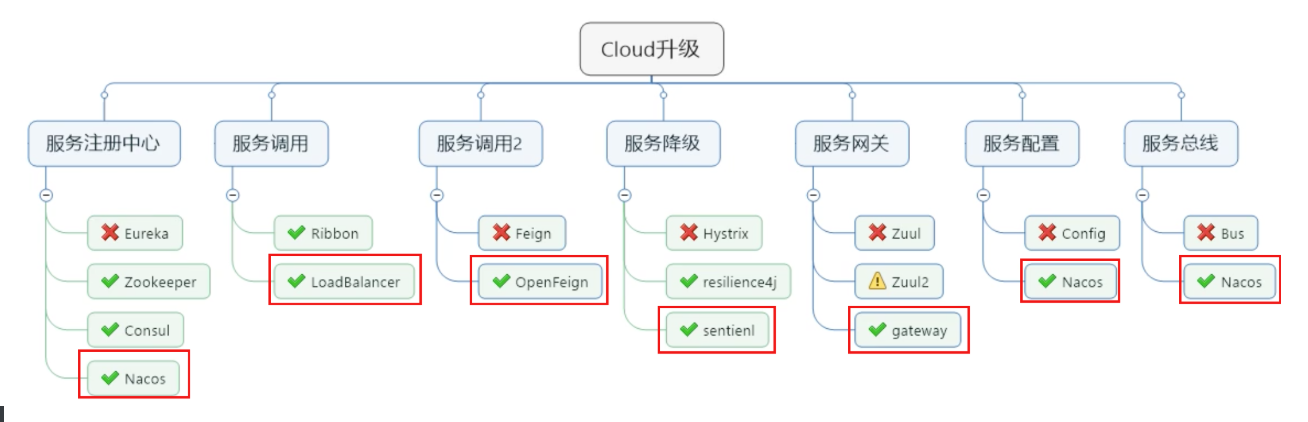 Cloud升级
服务注册中心
服务调用
服务调用2
服务降级
服务网关
服务配置
服务总线
Eureka
Zookeeper
Consul
Nacos
Ribbon
LoadBalancer
Feign
OpenFeign
Hystrix
resilience4j
sentienl
Zuul
Zuul2
gateway
Config
Nacos
Bus
Nacos